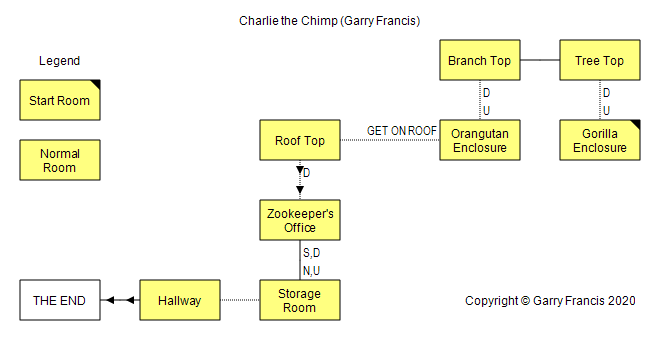 Charlie the Chimp (Garry Francis)
Legend
Start Room
Normal
Room
Branch Top
Tree Top
D
U
D
U
GET ON ROOF
Roof Top
Orangutan
Enclosure
Gorilla
Enclosure
D
Zookeeper's
Office
S,D
N,U
THE END
Hallway
Storage
Room
Copyright © Garry Francis 2020